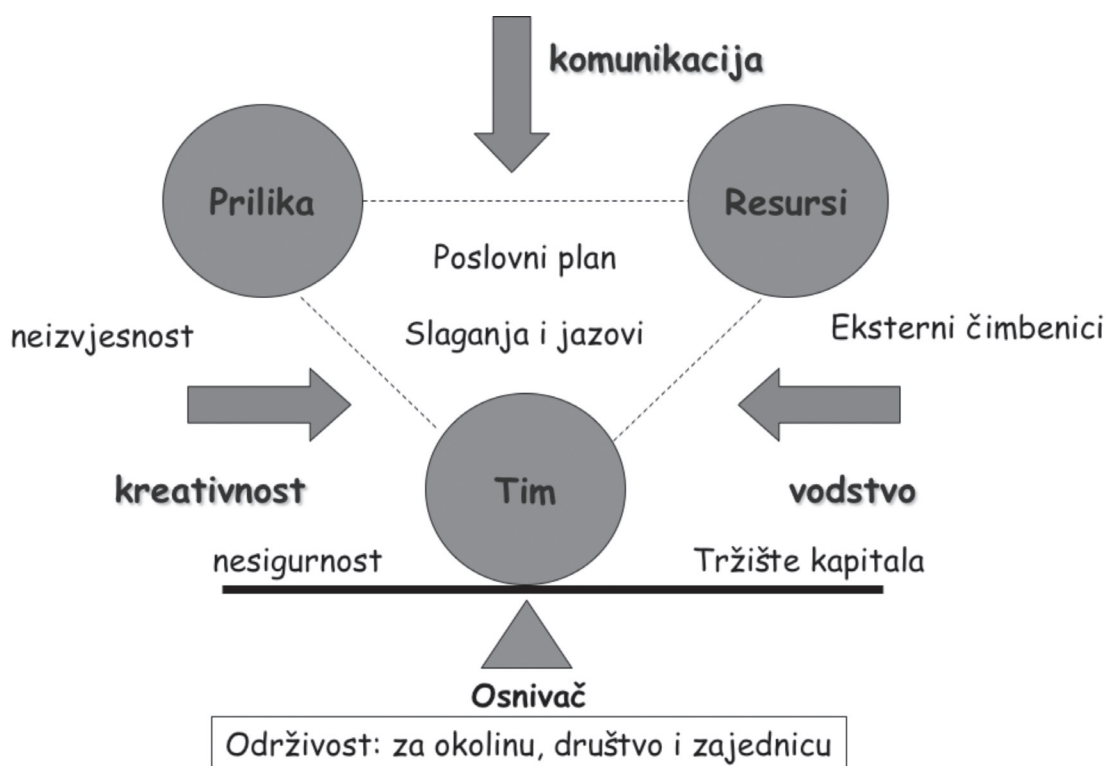 komunikacija
Prilika
Resursi
Poslovni plan
neizvjesnost
Slaganja i jazovi
Eksterni čimbenici
kreativnost
Tim
vodstvo
nesigurnost
Tržište kapitala
Osnivač
Održivost: za okolinu, društvo i zajednicu